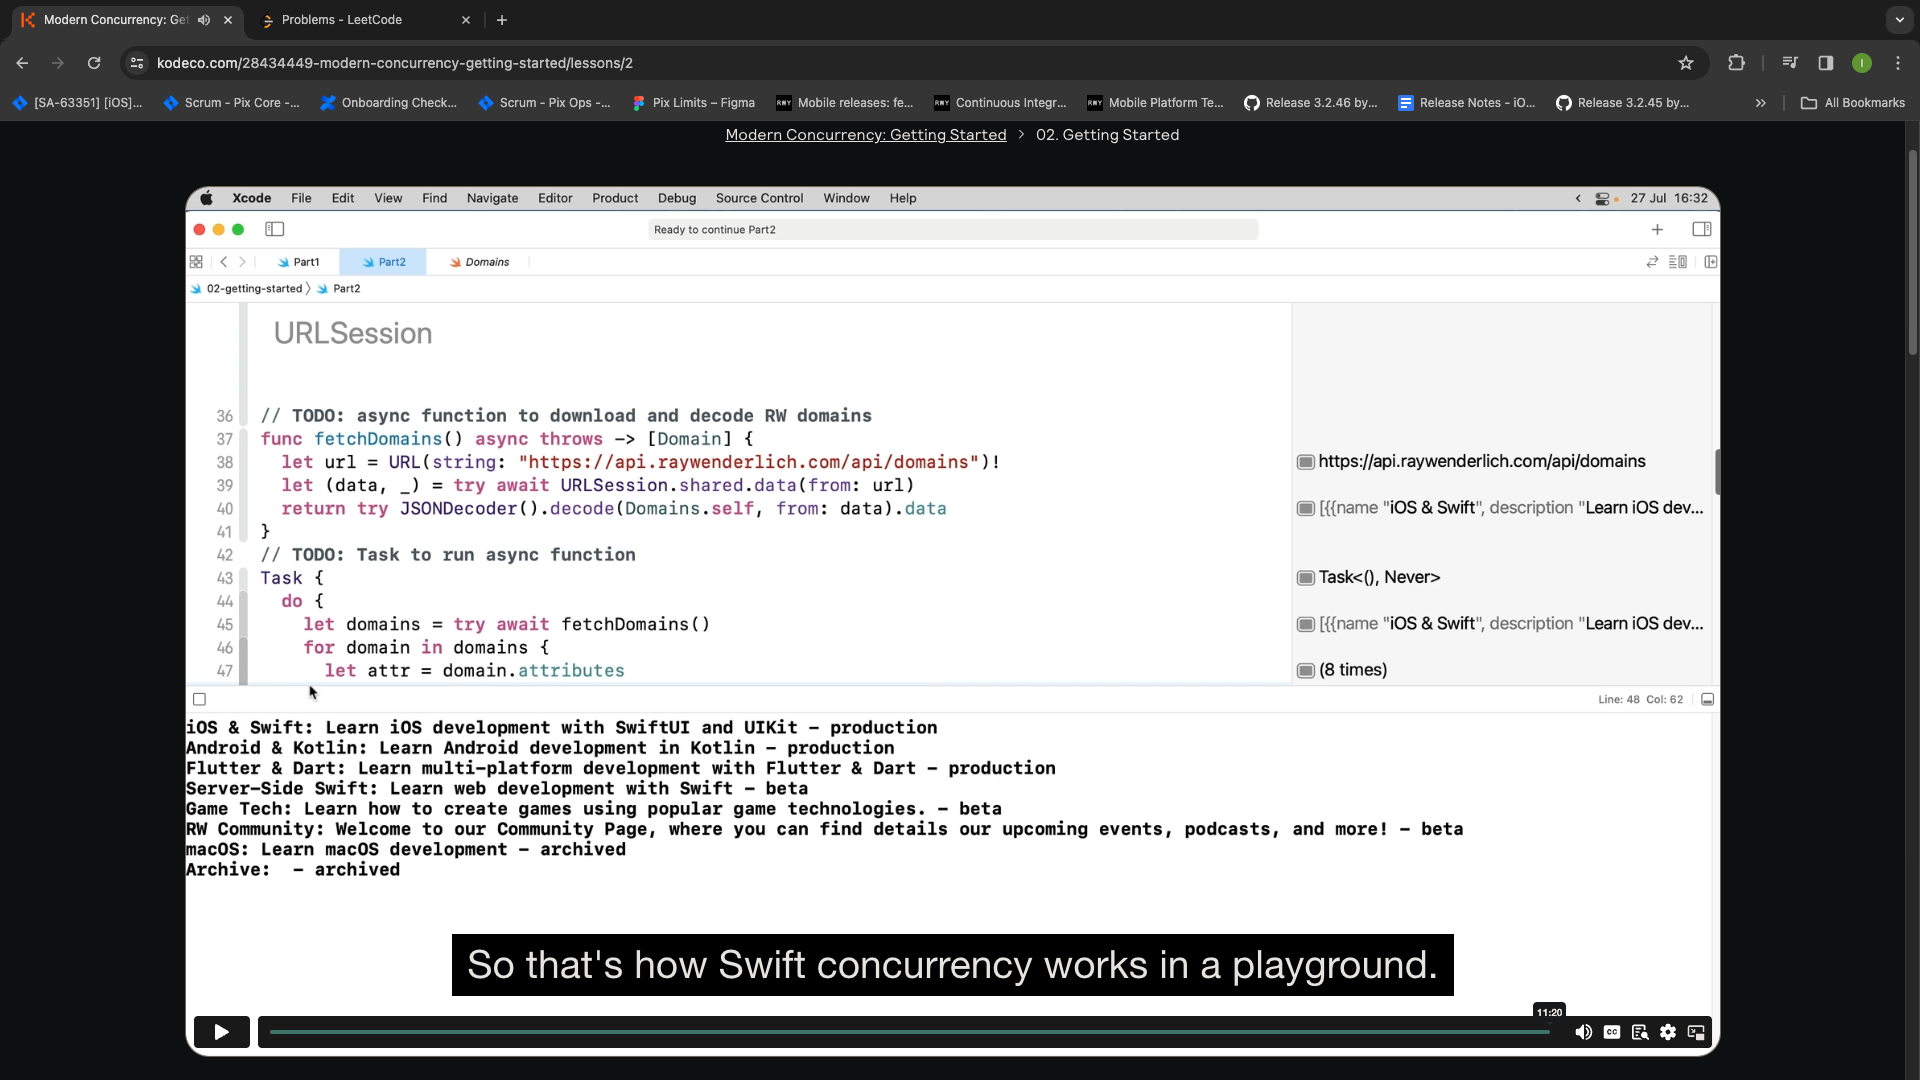 Modern Concurrency: Get
Problems - LeetCode
kodeco.com/28434449-modern-concurrency-getting-started/lessons/2
[SA-63351] [iOS]...
Scrum - Pix Core -...
Onboarding Check...
Scrum - Pix Ops -...
Pix Limits – Figma
RWY Mobile releases: fe...
RWY Continuous Integr...
RWY Mobile Platform Te...
Release 3.2.46 by...
Release Notes - iO...
Release 3.2.45 by...
» All Bookmarks
Modern Concurrency: Getting Started > 02. Getting Started
Xcode File Edit View Find Navigate Editor Product Debug Source Control Window Help 27 Jul 16:32
Ready to continue Part2
Part1 Part2 Domains
02-getting-started 〉 Part2
URLSession
36 // TODO: async function to download and decode RW domains
37 func fetchDomains() async throws -> [Domain] {
38 let url = URL(string: "https://api.raywenderlich.com/api/domains")!
https://api.raywenderlich.com/api/domains
39 let (data, _) = try await URLSession.shared.data(from: url)
40 return try JSONDecoder().decode(Domains.self, from: data).data
[{{name "iOS & Swift", description "Learn iOS dev...
41 }
42 // TODO: Task to run async function
43 Task {
Task<(), Never>
44 do {
45 let domains = try await fetchDomains()
[{{name "iOS & Swift", description "Learn iOS dev...
46 for domain in domains {
47 let attr = domain.attributes
(8 times)
Line: 48 Col: 62
iOS & Swift: Learn iOS development with SwiftUI and UIKit – production
Android & Kotlin: Learn Android development in Kotlin – production
Flutter & Dart: Learn multi-platform development with Flutter & Dart – production
Server-Side Swift: Learn web development with Swift – beta
Game Tech: Learn how to create games using popular game technologies. – beta
RW Community: Welcome to our Community Page, where you can find details our upcoming events, podcasts, and more! – beta
macOS: Learn macOS development – archived
Archive:  – archived
So that's how Swift concurrency works in a playground.
11:20
CC